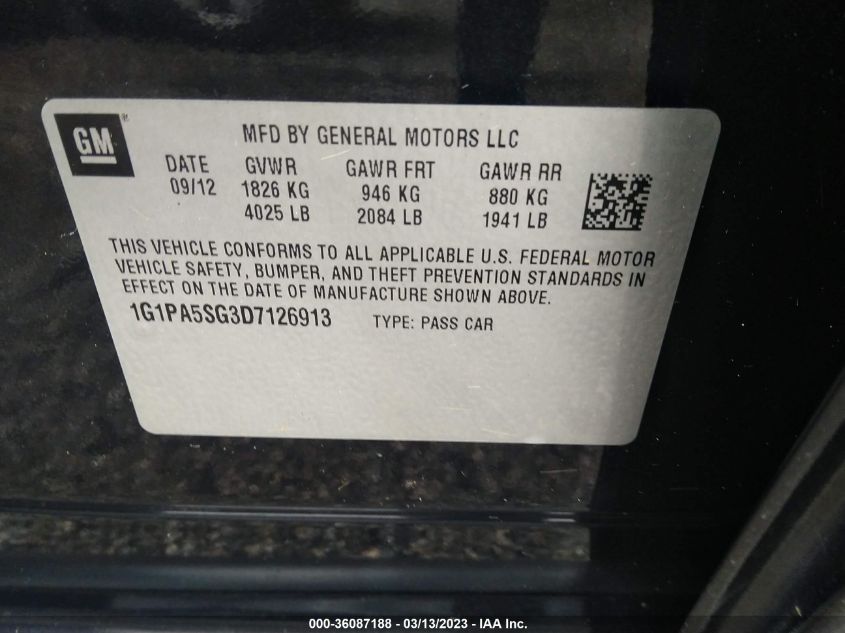 GM®
MFD BY GENERAL MOTORS LLC
DATE GVWR GAWR FRT GAWR RR
09/12 1826 KG 946 KG 880 KG
4025 LB 2084 LB 1941 LB
THIS VEHICLE CONFORMS TO ALL APPLICABLE U.S. FEDERAL MOTOR
VEHICLE SAFETY, BUMPER, AND THEFT PREVENTION STANDARDS IN
EFFECT ON THE DATE OF MANUFACTURE SHOWN ABOVE.
1G1PA5SG3D7126913 TYPE: PASS CAR
000-36087188 - 03/13/2023 - IAA Inc.